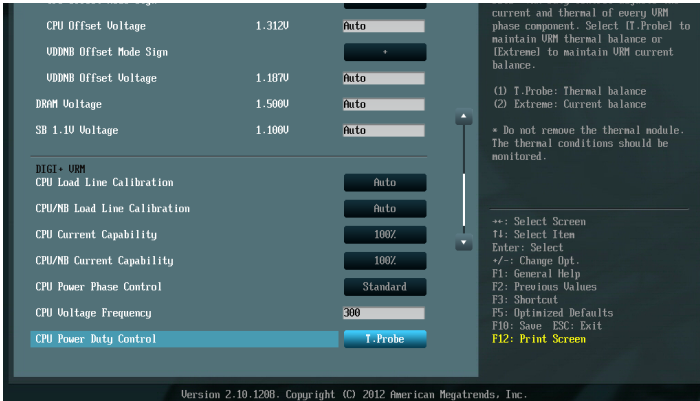 current and thermal of every VRM
CPU Offset Voltage 1.312V Auto
phase component. Select [T.Probe] to
maintain VRM thermal balance or
VDDNB Offset Mode Sign +
[Extreme] to maintain VRM current
balance.
VDDNB Offset Voltage 1.187V Auto
(1) T.Probe: Thermal balance
DRAM Voltage 1.500V Auto
(2) Extreme: Current balance
SB 1.1V Voltage 1.100V Auto
* Do not remove the thermal module.
The thermal conditions should be
monitored.
DIGI+ VRM
CPU Load Line Calibration Auto
CPU/NB Load Line Calibration Auto
CPU Current Capability 100%
CPU/NB Current Capability 100%
CPU Power Phase Control Standard
CPU Voltage Frequency 300
CPU Power Duty Control T.Probe
→←: Select Screen
↑↓: Select Item
Enter: Select
+/-: Change Opt.
F1: General Help
F2: Previous Values
F3: Shortcut
F5: Optimized Defaults
F10: Save ESC: Exit
F12: Print Screen
Version 2.10.1208. Copyright (C) 2012 American Megatrends, Inc.